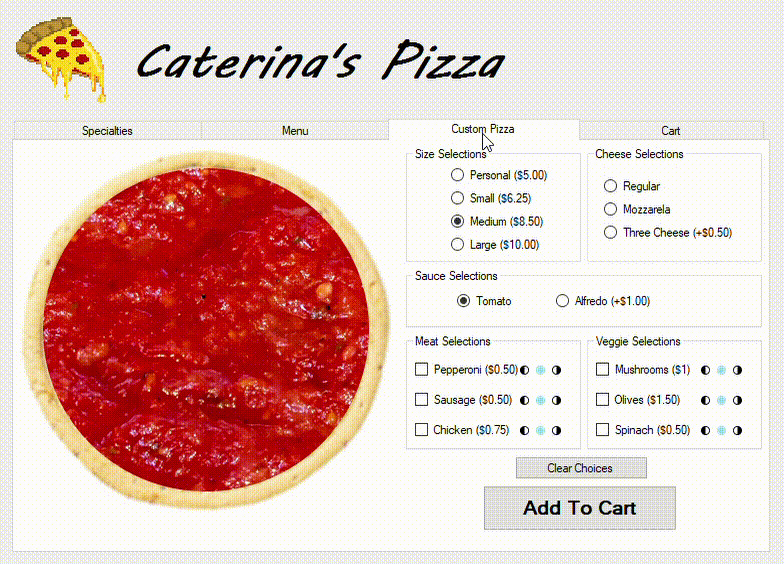 Caterina's Pizza
Specialties
Menu
Custom Pizza
Cart
Size Selections
Personal ($5.00)
Small ($6.25)
Medium ($8.50)
Large ($10.00)
Cheese Selections
Regular
Mozzarela
Three Cheese (+$0.50)
Sauce Selections
Tomato
Alfredo (+$1.00)
Meat Selections
Pepperoni ($0.50)
Sausage ($0.50)
Chicken ($0.75)
Veggie Selections
Mushrooms ($1)
Olives ($1.50)
Spinach ($0.50)
Clear Choices
Add To Cart